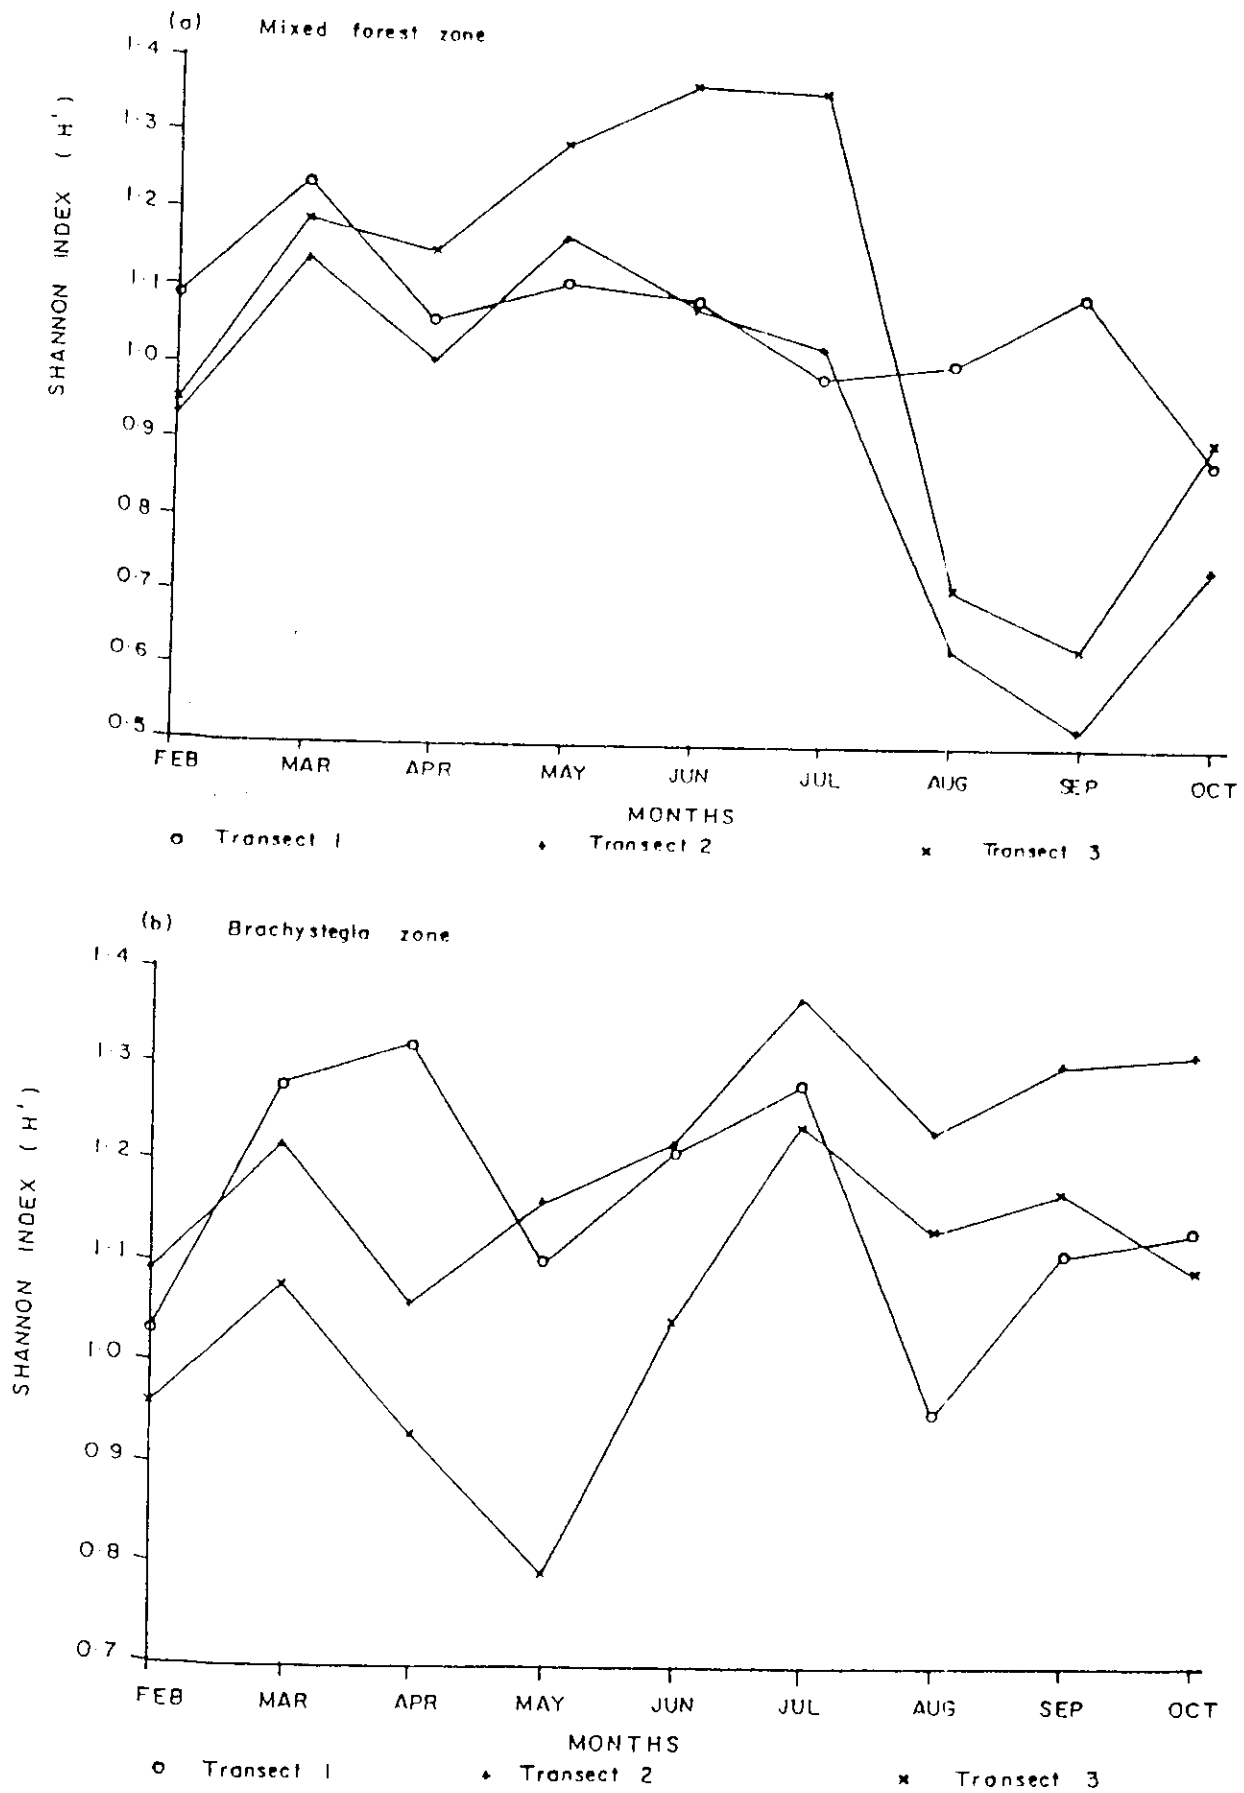 (a) Mixed forest zone
SHANNON INDEX (H')
1.4
1.3
1.2
1.1
1.0
0.9
0.8
0.7
0.6
0.5
FEB MAR APR MAY JUN JUL AUG SEP OCT
MONTHS
o Transect 1 ▲ Transect 2 x Transect 3
(b) Brachystegia zone
SHANNON INDEX (H')
1.4
1.3
1.2
1.1
1.0
0.9
0.8
0.7
FEB MAR APR MAY JUN JUL AUG SEP OCT
MONTHS
o Transect 1 ▲ Transect 2 x Transect 3